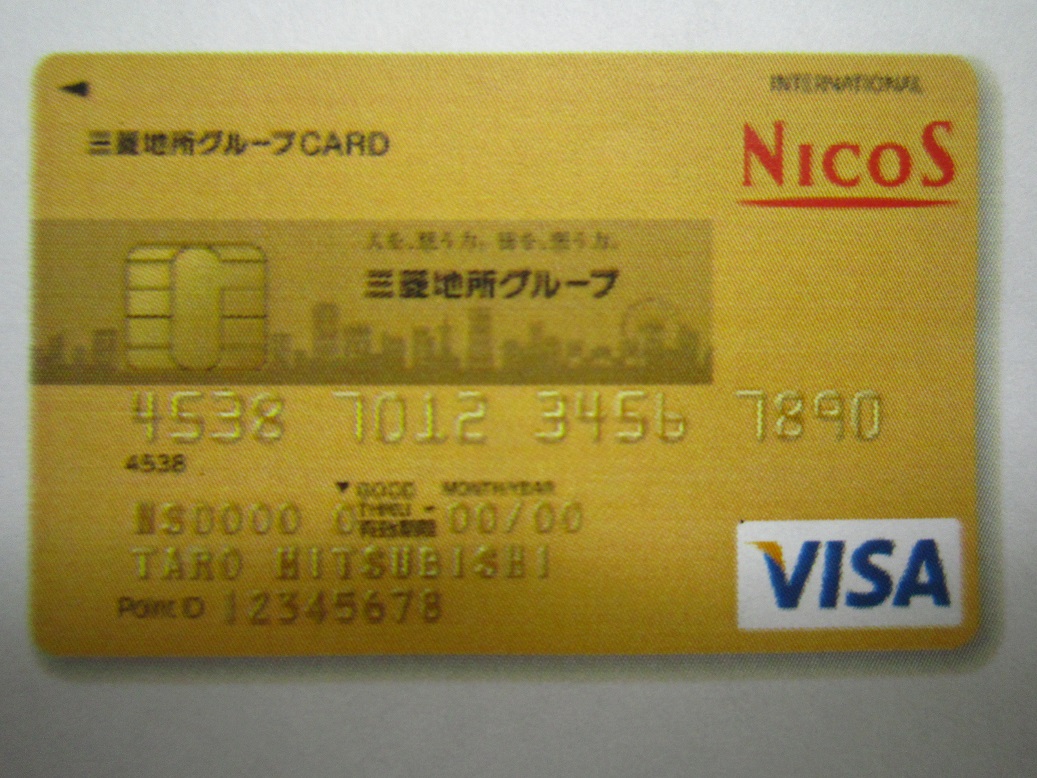 INTERNATIONAL
NICOS
三菱地所グループCARD
人を、想う力。街を、想う力。
三菱地所グループ
4538 7012 3456 7890
4538
GOOD THRU MONTH/YEAR
有効期限
NS0000 0 00/00
TARO MITSUBISHI
Point ID 12345678
VISA